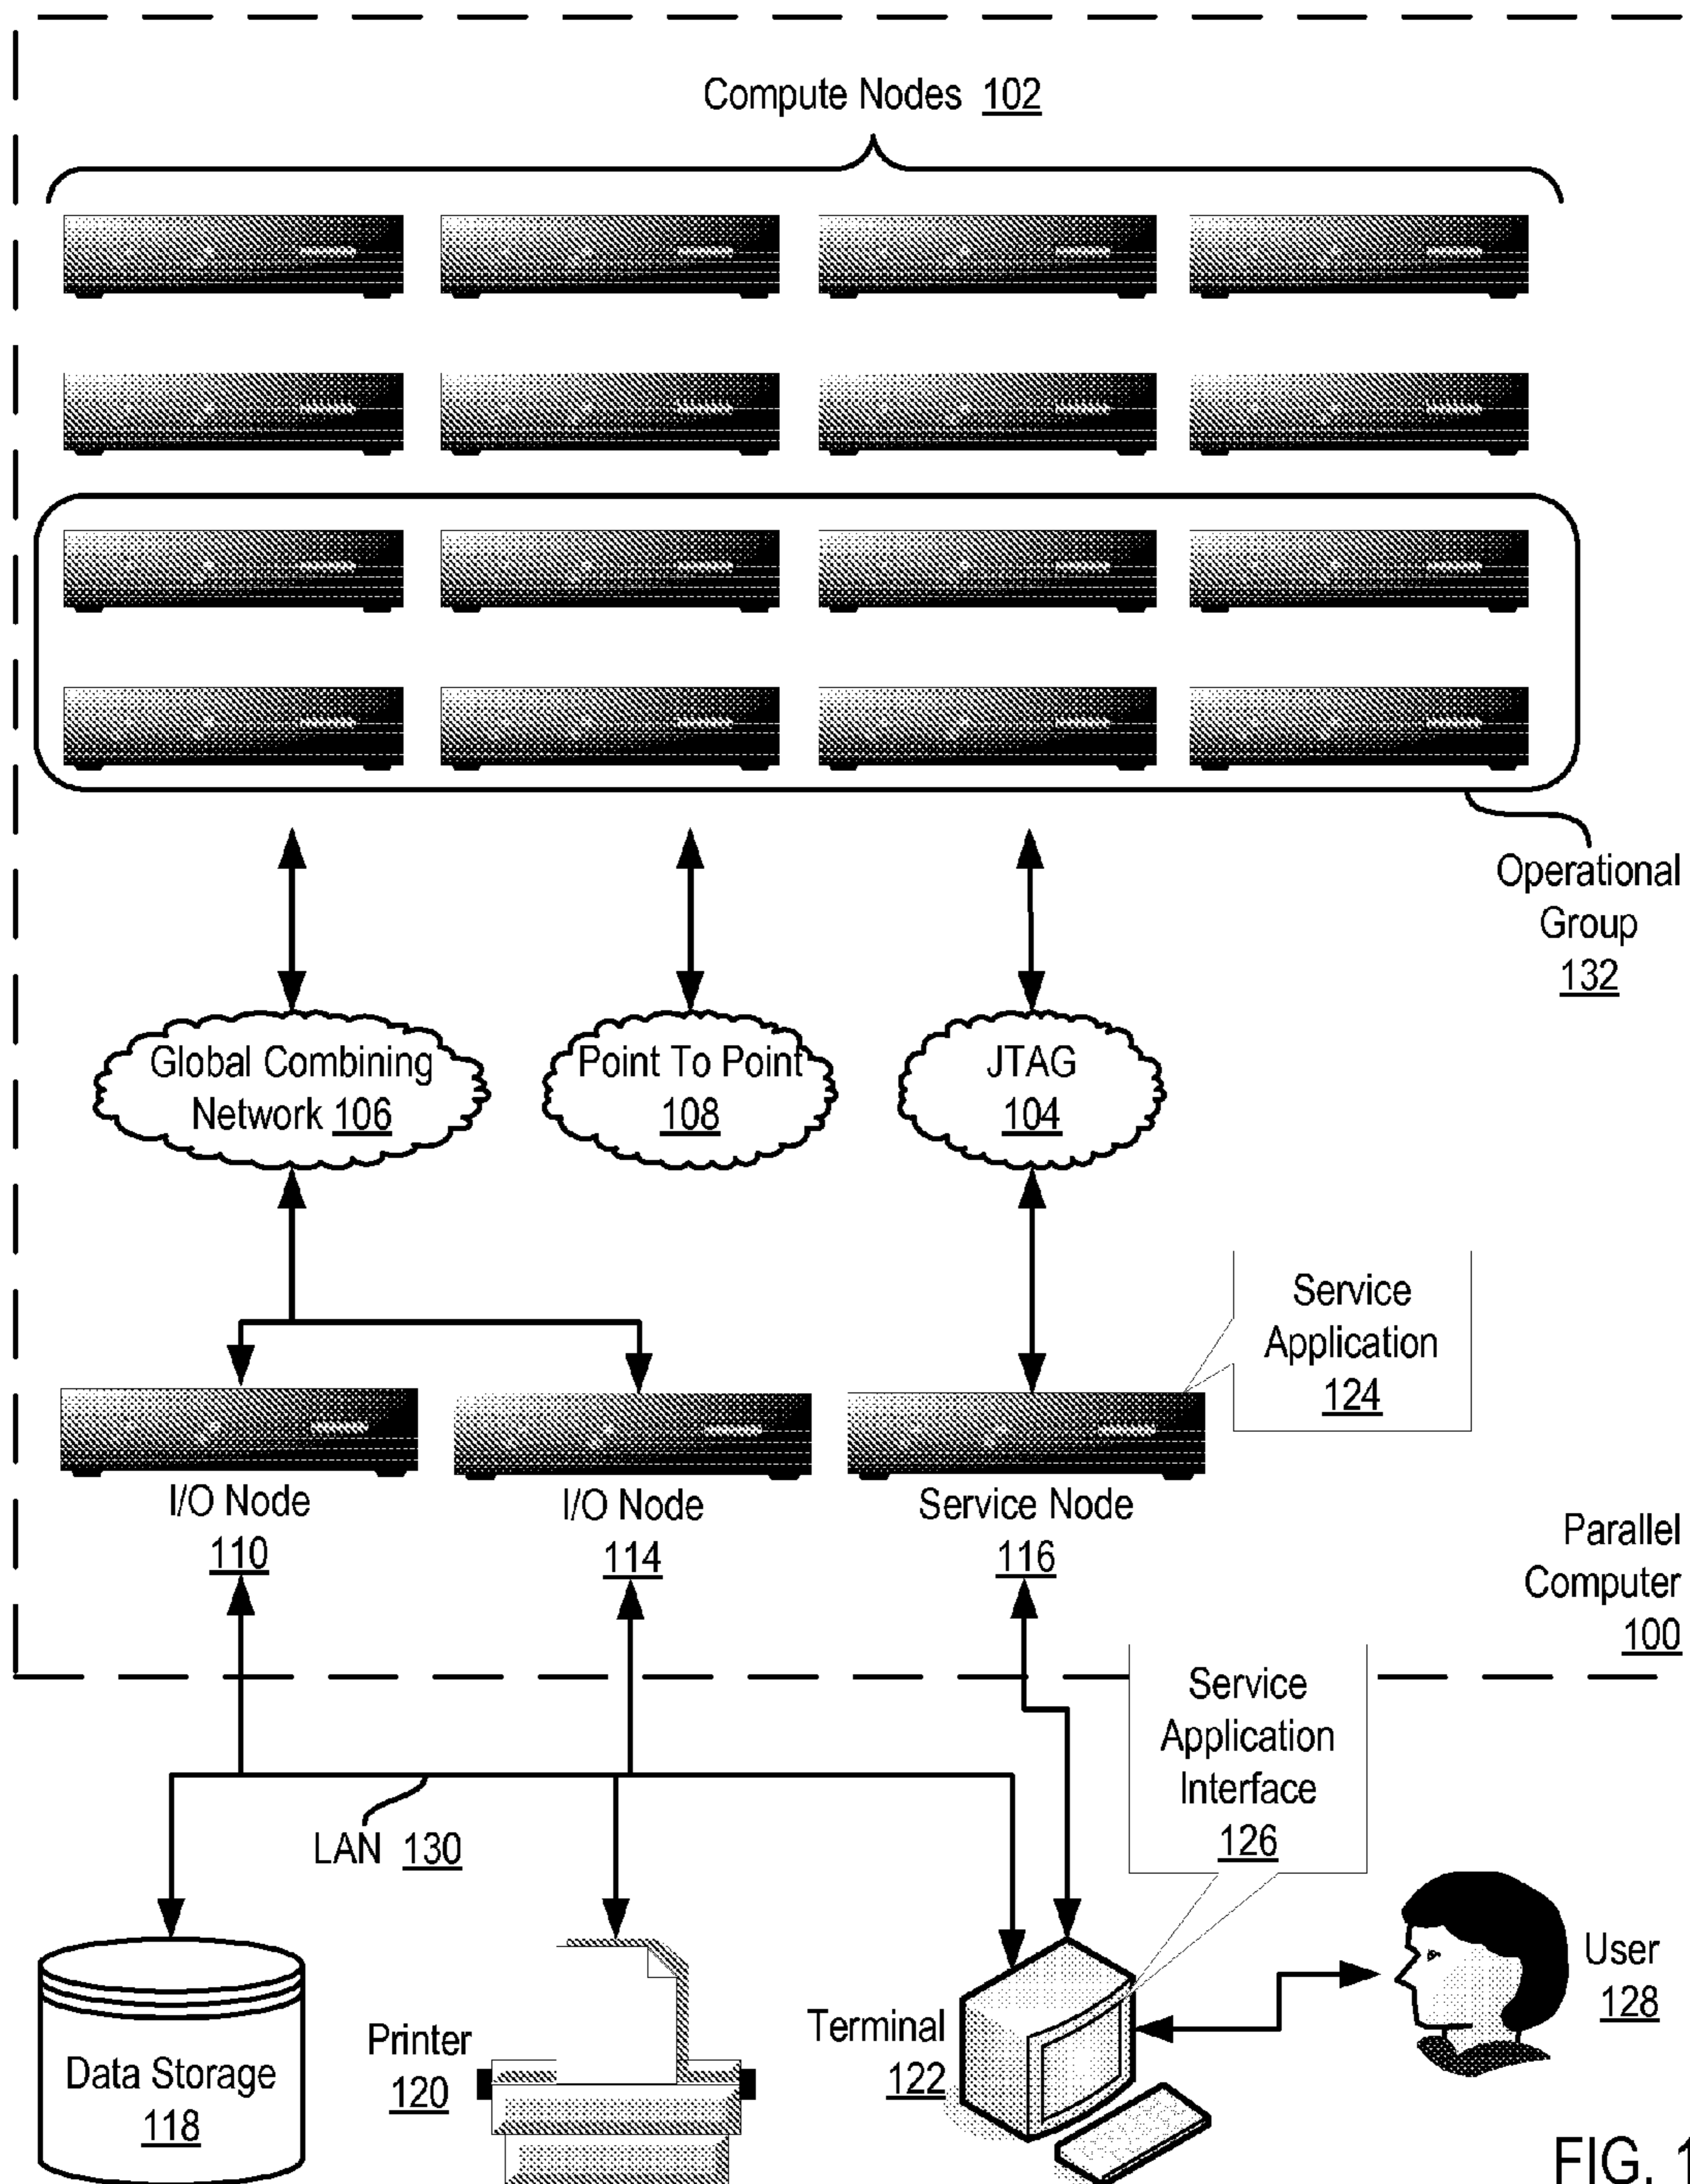 Compute Nodes 102
Operational
Group
132
Global Combining
Network 106
Point To Point
108
JTAG
104
Service
Application
124
I/O Node
110
I/O Node
114
Service Node
116
Parallel
Computer
100
Service
Application
Interface
126
LAN 130
Data Storage
118
Printer
120
Terminal
122
User
128
FIG. 1